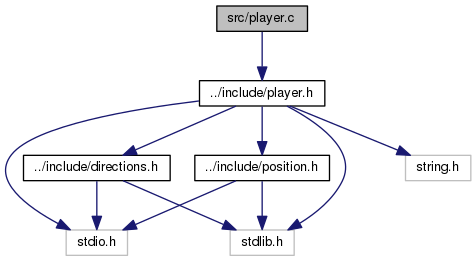 src/player.c
../include/player.h
../include/directions.h
../include/position.h
string.h
stdio.h
stdlib.h